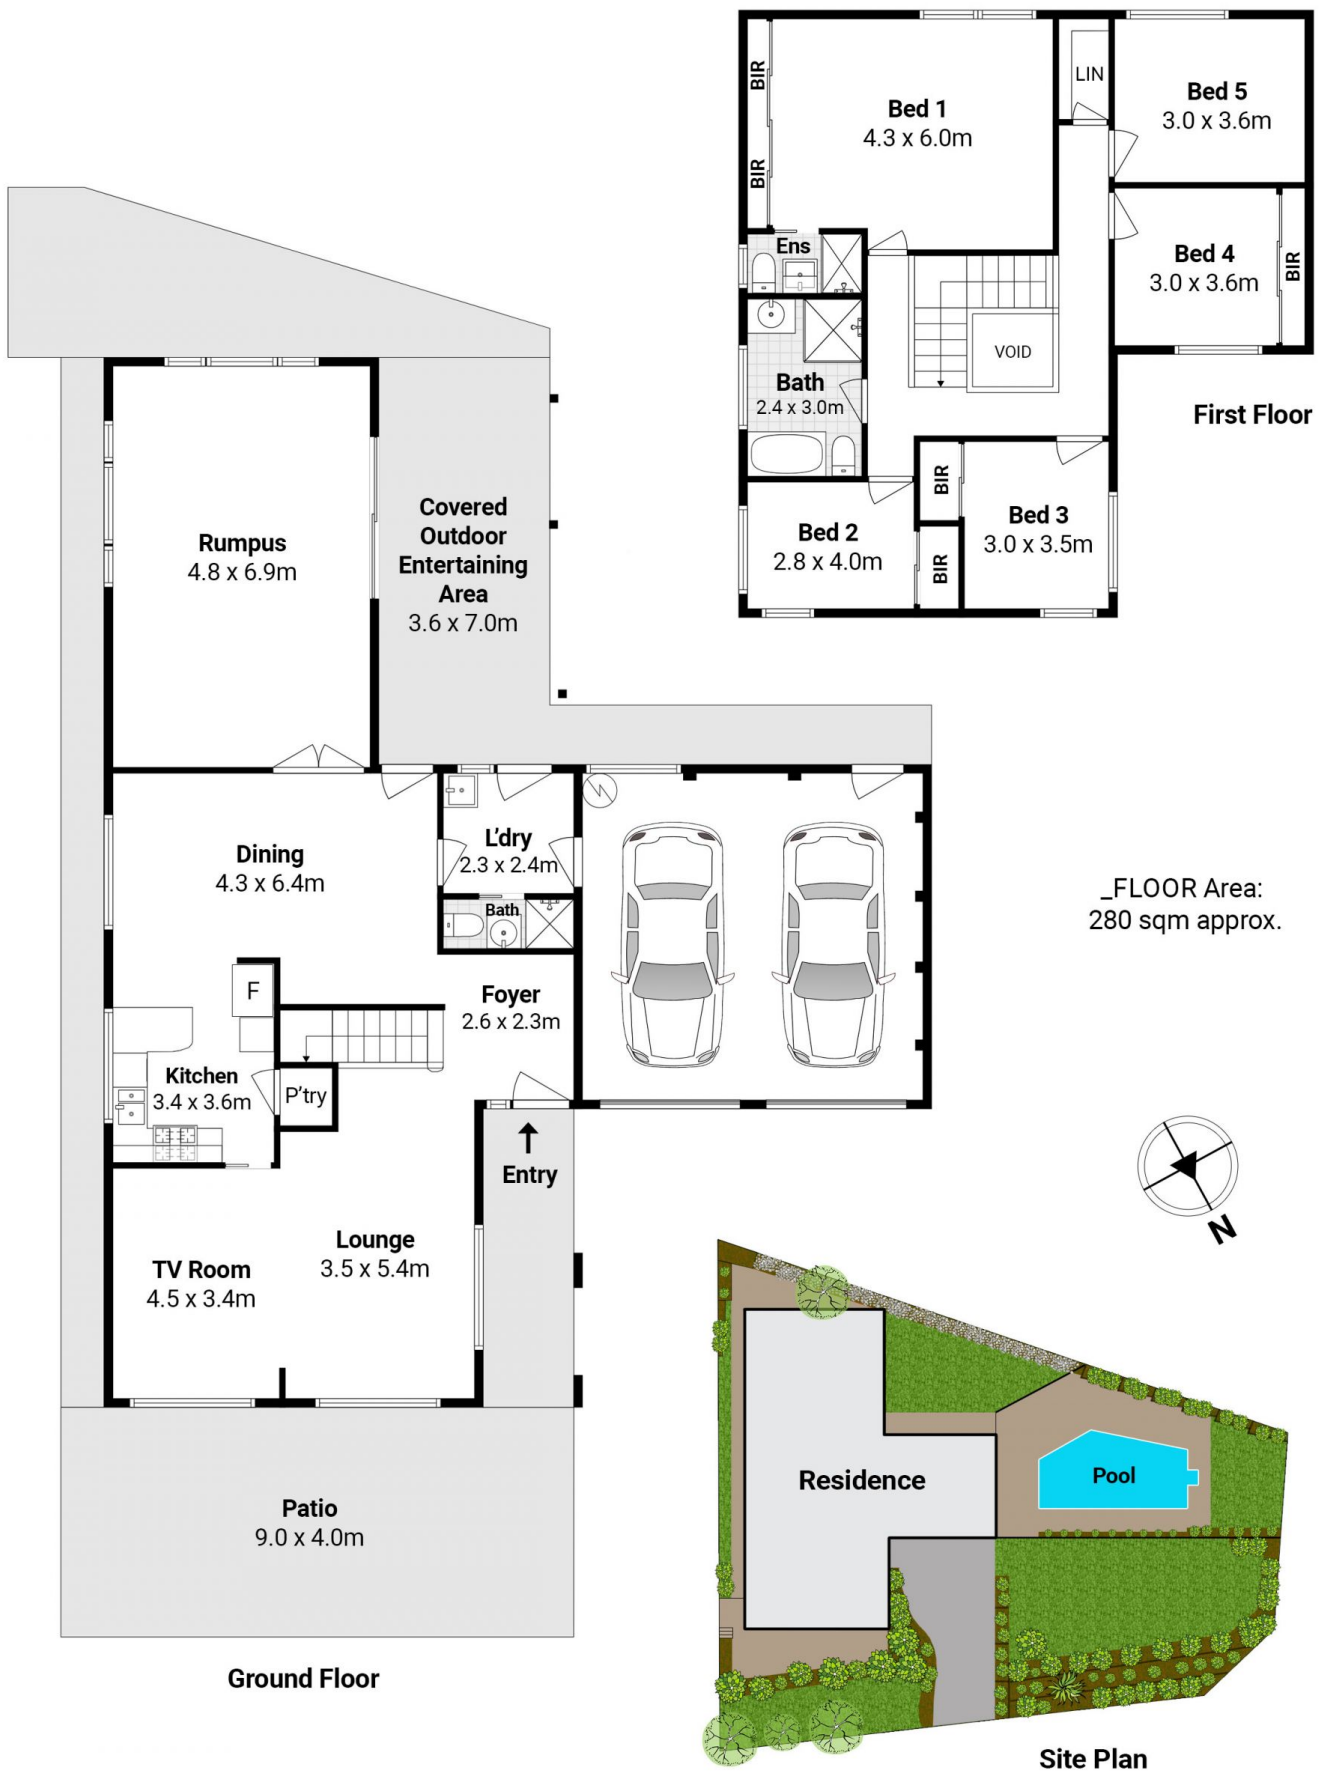 BIR
BIR
Bed 1
4.3 x 6.0m
LIN
Bed 5
3.0 x 3.6m
Ens
Bed 4
3.0 x 3.6m
BIR
VOID
Bath
2.4 x 3.0m
First Floor
BIR
Bed 3
3.0 x 3.5m
Bed 2
2.8 x 4.0m
BIR
Rumpus
4.8 x 6.9m
Covered
Outdoor
Entertaining
Area
3.6 x 7.0m
Dining
4.3 x 6.4m
L'dry
2.3 x 2.4m
Bath
_FLOOR Area:
280 sqm approx.
F
Foyer
2.6 x 2.3m
Kitchen
3.4 x 3.6m
P'try
Entry
Lounge
3.5 x 5.4m
TV Room
4.5 x 3.4m
N
Patio
9.0 x 4.0m
Ground Floor
Residence
Pool
Site Plan